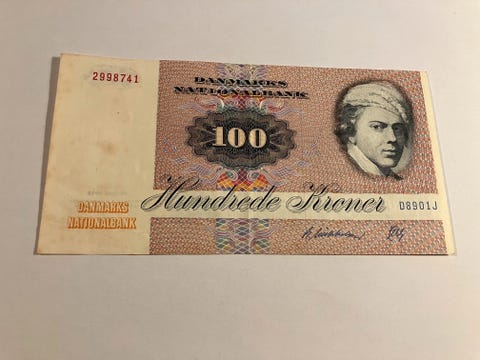 2998741
DANMARKS
NATIONALBANK
100
Hundrede Kroner
D8901J
DANMARKS
NATIONALBANK